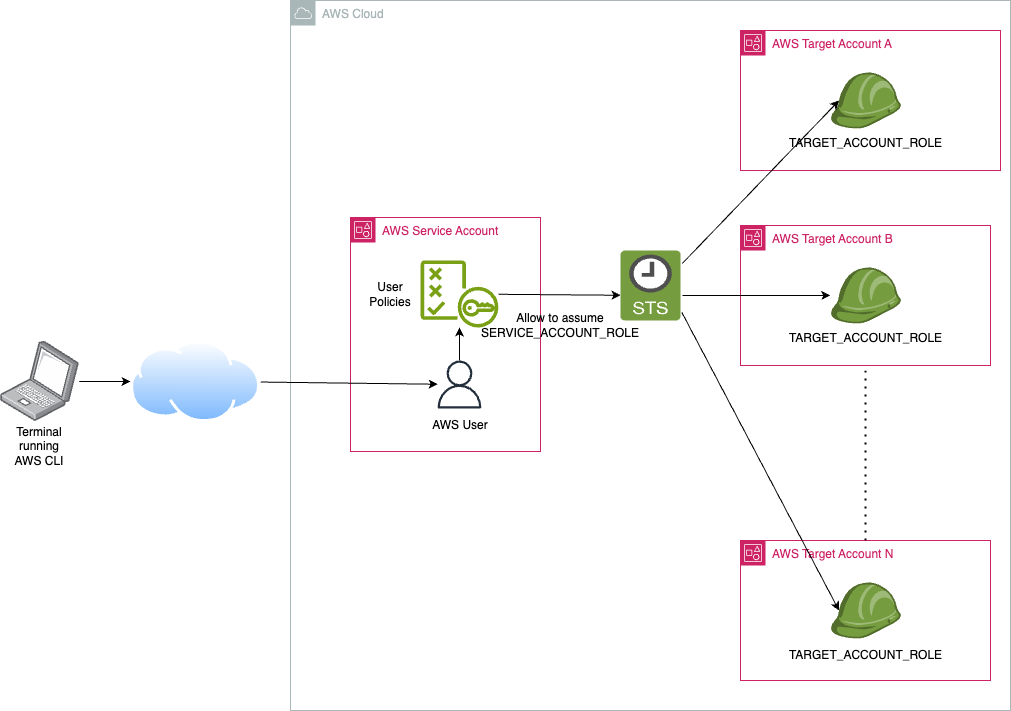 AWS Cloud
AWS Target Account A
TARGET_ACCOUNT_ROLE
AWS Service Account
User
Policies
Allow to assume
SERVICE_ACCOUNT_ROLE
STS
AWS Target Account B
TARGET_ACCOUNT_ROLE
Terminal
running
AWS CLI
AWS User
AWS Target Account N
TARGET_ACCOUNT_ROLE